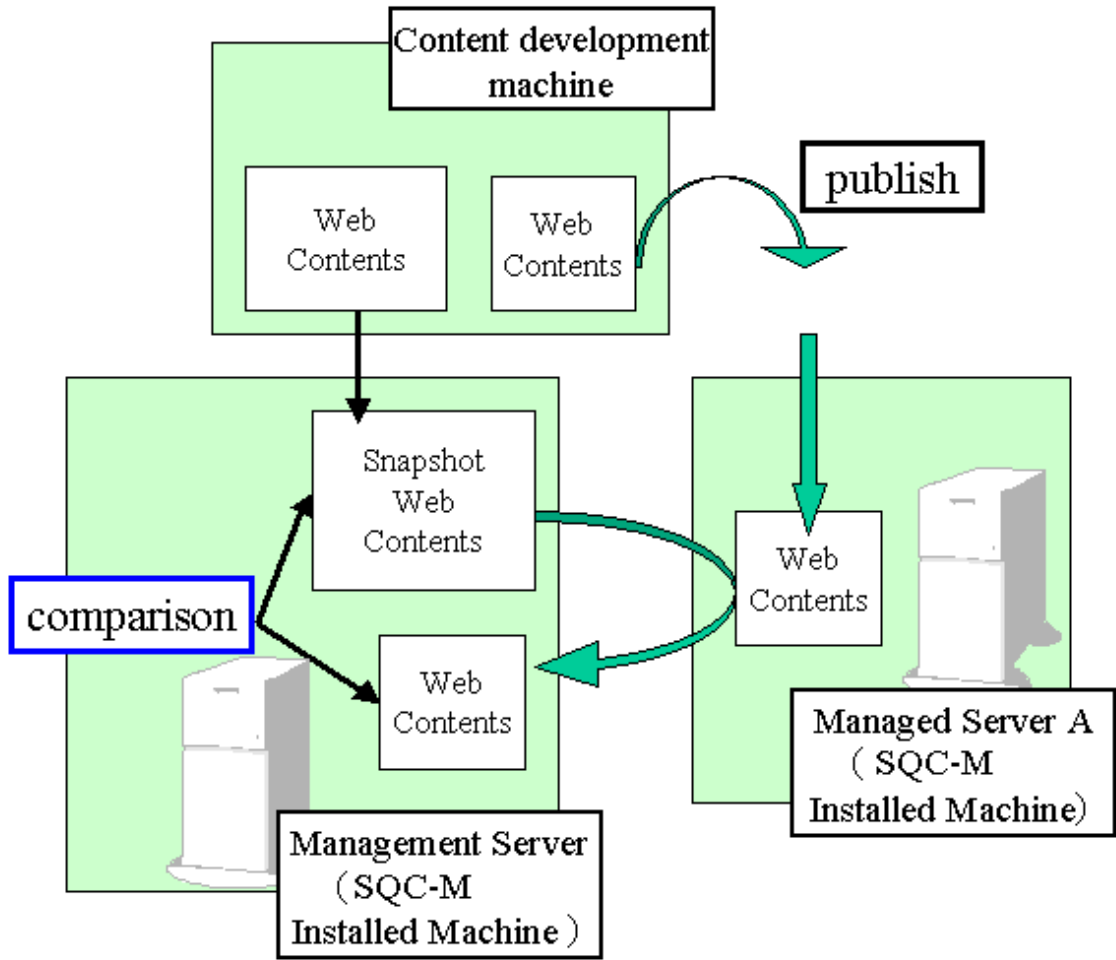 Content development
machine
publish
Web
Contents
Web
Contents
Snapshot
Web
Contents
Web
Contents
comparison
Web
Contents
Managed Server A
（ SQC-M
Installed Machine）
Management Server
（SQC-M
Installed Machine ）